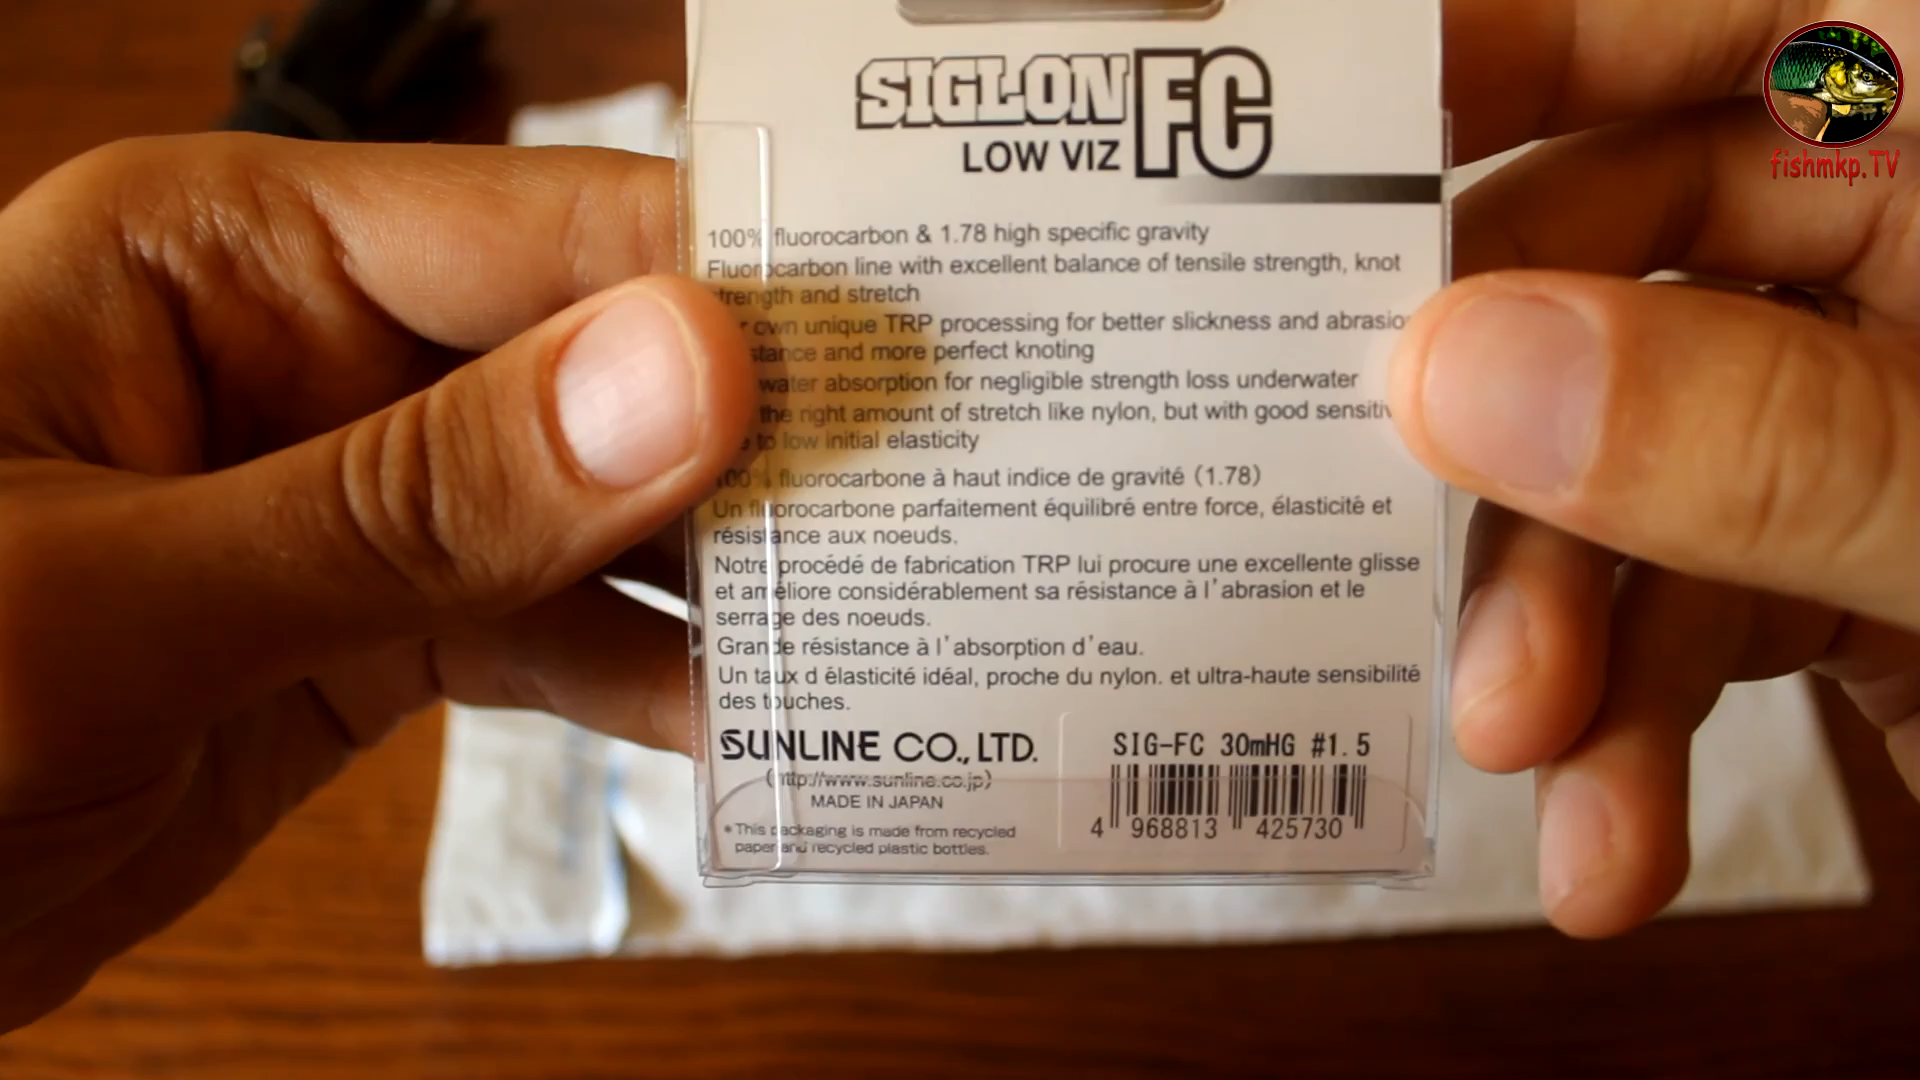 SIGLON FC
LOW VIZ
fishmkp.TV
100% fluorocarbon & 1.78 high specific gravity
Fluorocarbon line with excellent balance of tensile strength, knot
strength and stretch
own unique TRP processing for better slickness and
and more perfect knoting
water absorption for negligible strength loss underwater
the right amount of stretch like nylon, but with good
to low initial elasticity
100% fluorocarbone à haut indice de gravité (1.78)
Un fluorocarbone parfaitement équilibré entre force, élasticité et
résistance aux noeuds.
Notre procédé de fabrication TRP lui procure une excellente glisse
et améliore considérablement sa résistance à l'abrasion et le
serrage des noeuds.
Grande résistance à l'absorption d'eau.
Un taux d élasticité idéal, proche du nylon. et ultra-haute sensibilité
des touches.
SUNLINE CO., LTD.
(http://www.sunline.co.jp)
MADE IN JAPAN
*This packaging is made from recycled
paper and recycled plastic bottles.
SIG-FC 30mHG #1.5
4 968813 425730